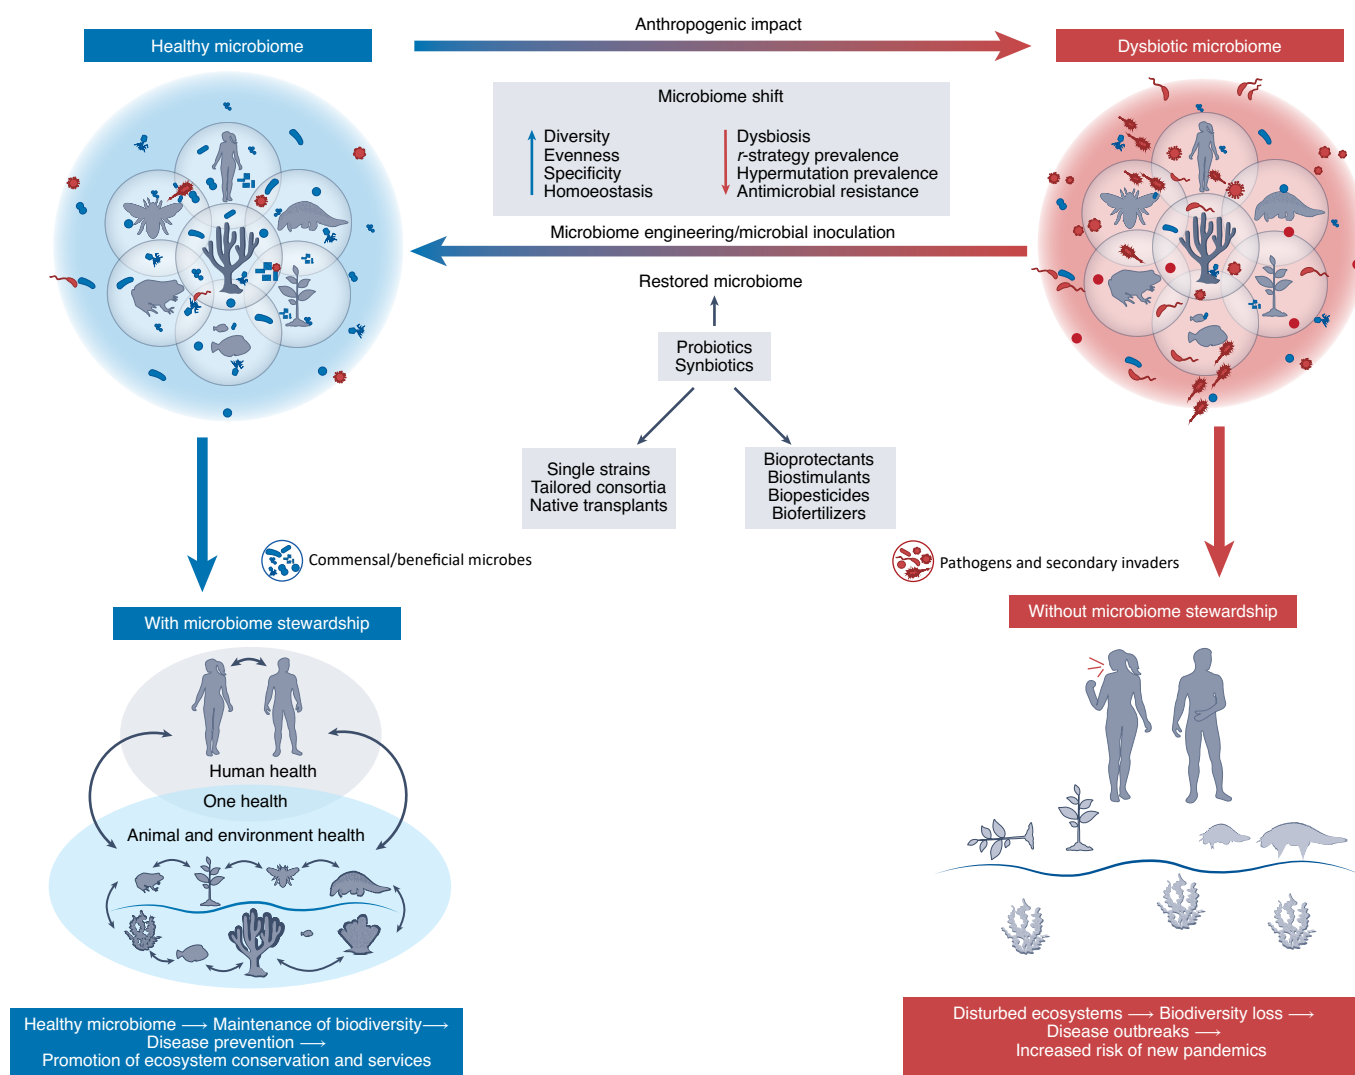 Anthropogenic impact
Healthy microbiome
Dysbiotic microbiome
Microbiome shift
Diversity
Evenness
Specificity
Homoeostasis
Dysbiosis
r-strategy prevalence
Hypermutation prevalence
Antimicrobial resistance
Microbiome engineering/microbial inoculation
Restored microbiome
Probiotics
Synbiotics
Single strains
Tailored consortia
Native transplants
Bioprotectants
Biostimulants
Biopesticides
Biofertilizers
Commensal/beneficial microbes
Pathogens and secondary invaders
With microbiome stewardship
Human health
One health
Animal and environment health
Healthy microbiome ⟶ Maintenance of biodiversity⟶
Disease prevention ⟶
Promotion of ecosystem conservation and services
Without microbiome stewardship
Disturbed ecosystems ⟶ Biodiversity loss ⟶
Disease outbreaks ⟶
Increased risk of new pandemics